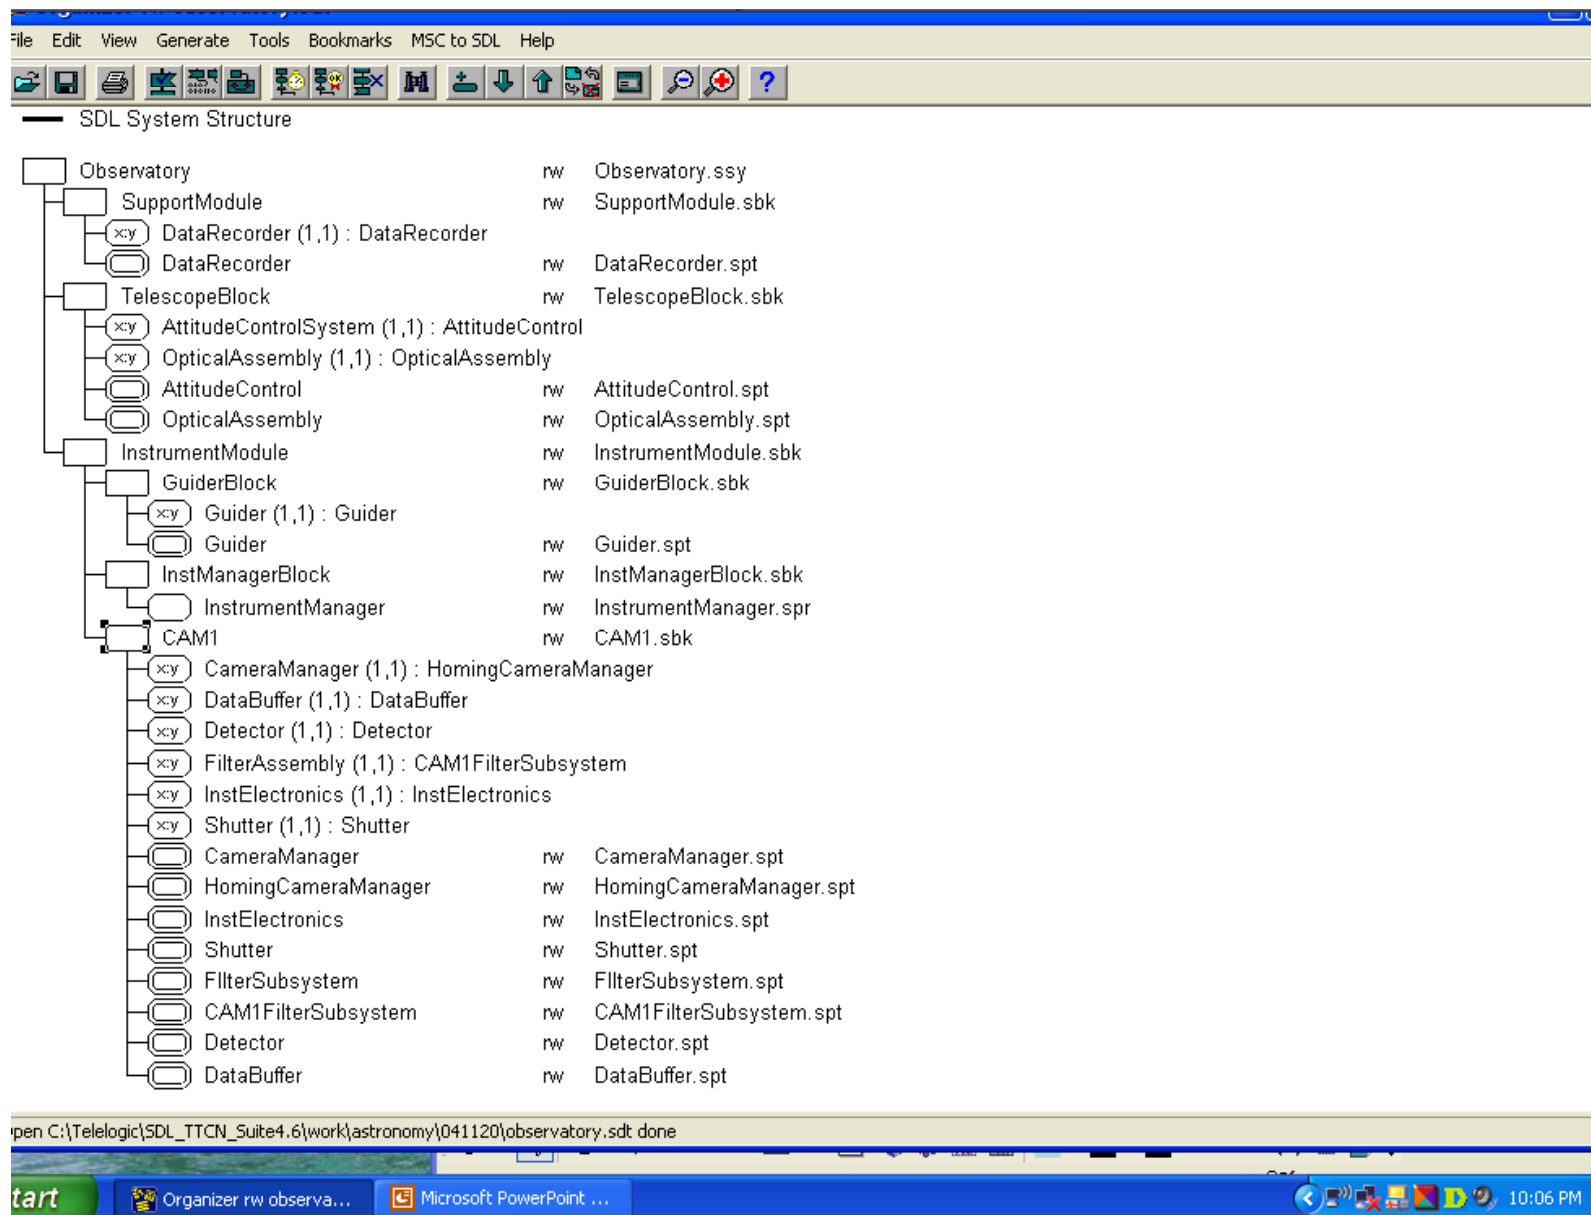 File Edit View Generate Tools Bookmarks MSC to SDL Help
?
SDL System Structure
Observatory rw Observatory.ssy
SupportModule rw SupportModule.sbk
x:y DataRecorder (1,1) : DataRecorder
DataRecorder rw DataRecorder.spt
TelescopeBlock rw TelescopeBlock.sbk
x:y AttitudeControlSystem (1,1) : AttitudeControl
x:y OpticalAssembly (1,1) : OpticalAssembly
AttitudeControl rw AttitudeControl.spt
OpticalAssembly rw OpticalAssembly.spt
InstrumentModule rw InstrumentModule.sbk
GuiderBlock rw GuiderBlock.sbk
x:y Guider (1,1) : Guider
Guider rw Guider.spt
InstManagerBlock rw InstManagerBlock.sbk
InstrumentManager rw InstrumentManager.spr
CAM1 rw CAM1.sbk
x:y CameraManager (1,1) : HomingCameraManager
x:y DataBuffer (1,1) : DataBuffer
x:y Detector (1,1) : Detector
x:y FilterAssembly (1,1) : CAM1FilterSubsystem
x:y InstElectronics (1,1) : InstElectronics
x:y Shutter (1,1) : Shutter
CameraManager rw CameraManager.spt
HomingCameraManager rw HomingCameraManager.spt
InstElectronics rw InstElectronics.spt
Shutter rw Shutter.spt
FIlterSubsystem rw FIlterSubsystem.spt
CAM1FilterSubsystem rw CAM1FilterSubsystem.spt
Detector rw Detector.spt
DataBuffer rw DataBuffer.spt
pen C:\Telelogic\SDL_TTCN_Suite4.6\work\astronomy\041120\observatory.sdt done
tart Organizer rw observa... Microsoft PowerPoint ... 10:06 PM